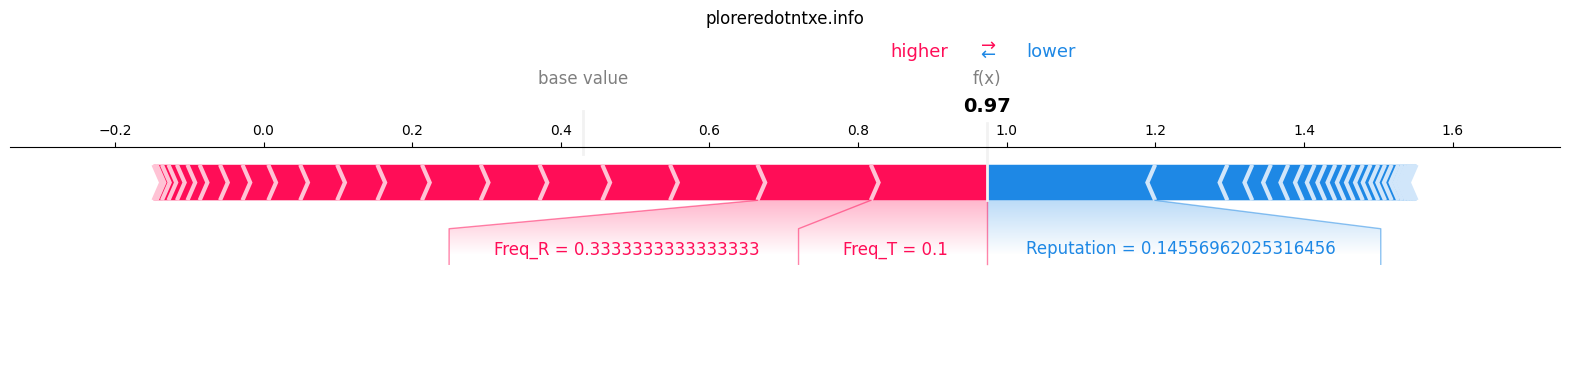 ploreredotntxe.info
higher ⇄ lower
base value f(x)
0.97
−0.2 0.0 0.2 0.4 0.6 0.8 1.0 1.2 1.4 1.6
Freq_R = 0.3333333333333333 Freq_T = 0.1 Reputation = 0.14556962025316456